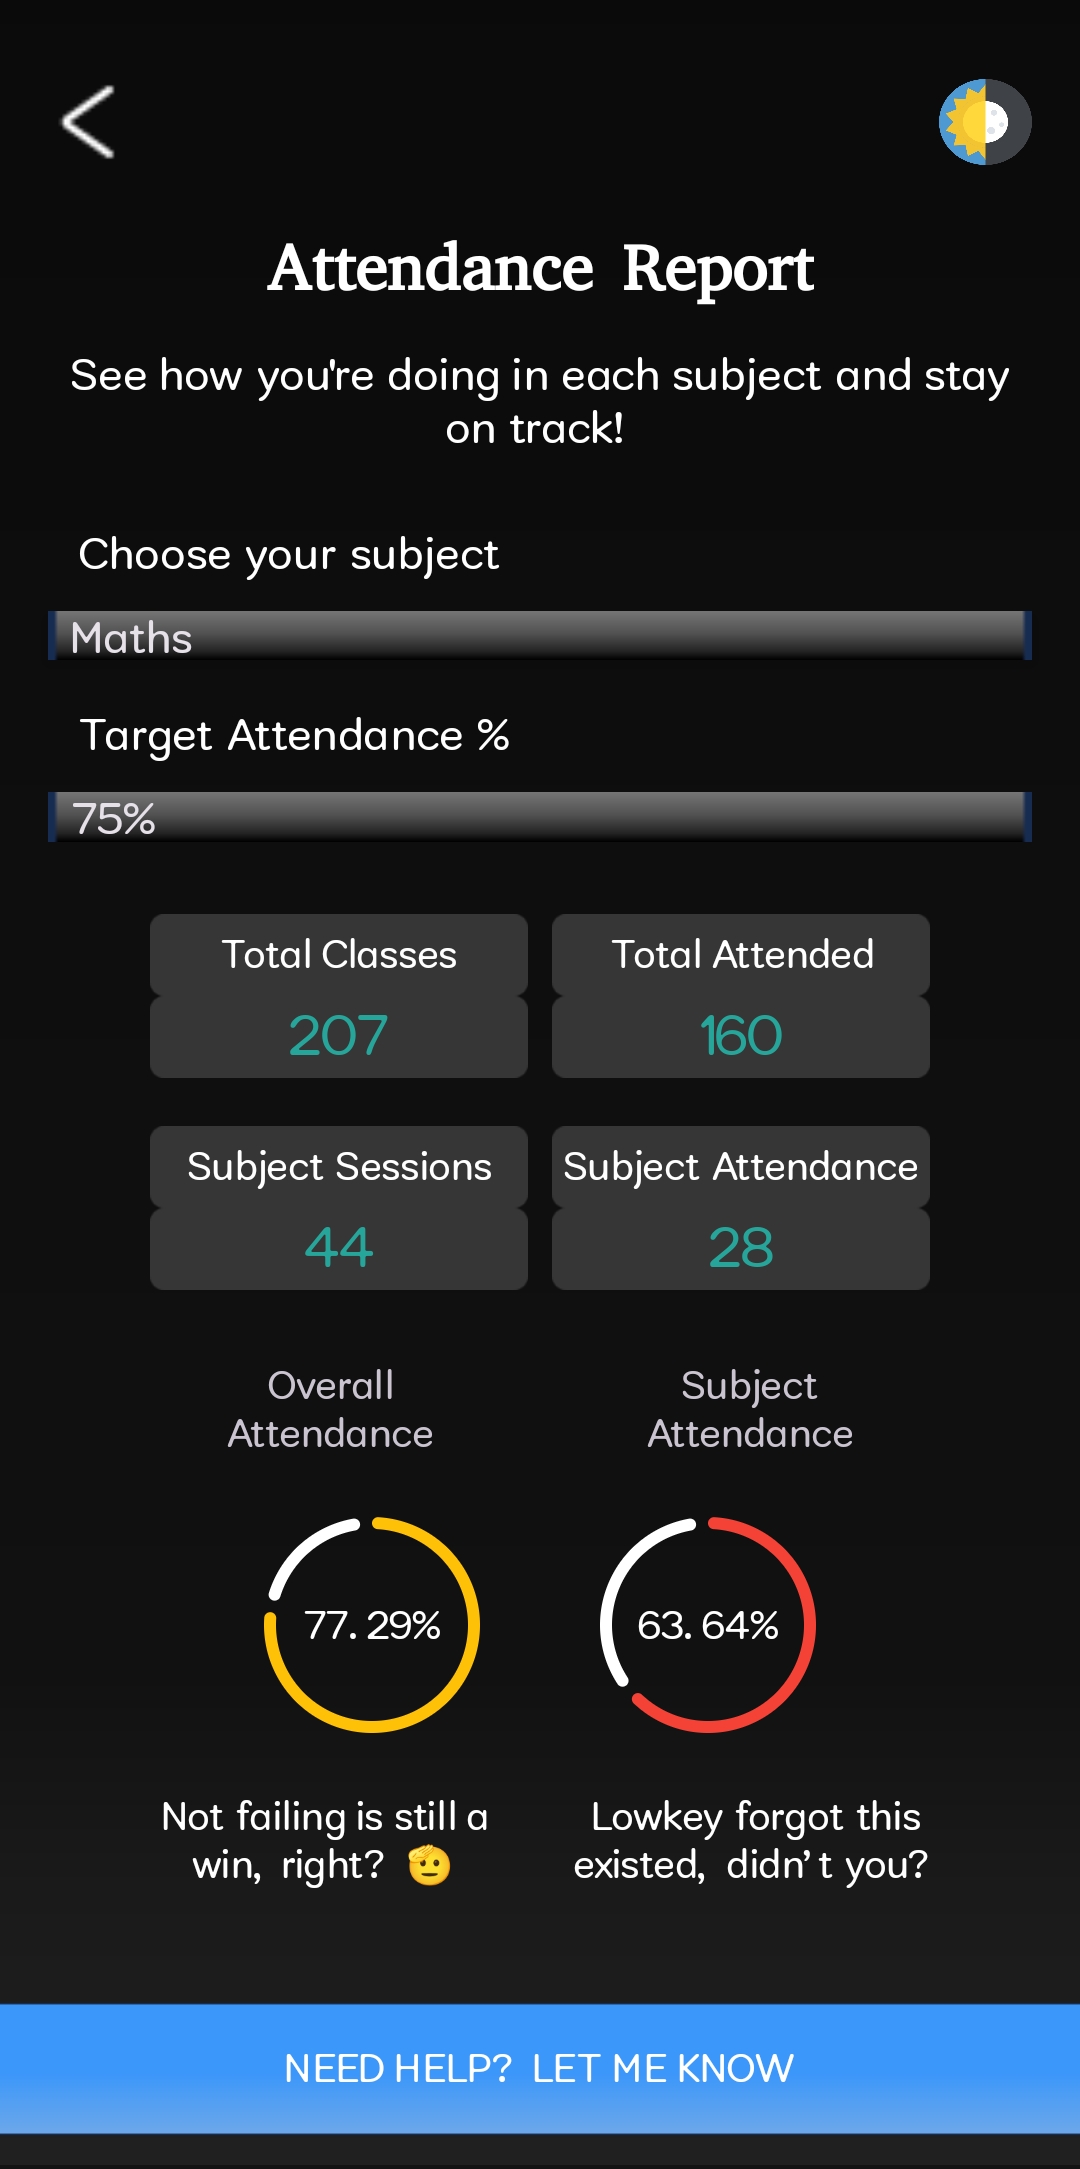 Attendance Report
See how you're doing in each subject and stay
on track!
Choose your subject
Maths
Target Attendance %
75%
Total Classes
Total Attended
207
160
Subject Sessions
Subject Attendance
44
28
Overall
Attendance
Subject
Attendance
77.29%
63.64%
Not failing is still a
win, right? 🫡
Lowkey forgot this
existed, didn’t you?
NEED HELP? LET ME KNOW